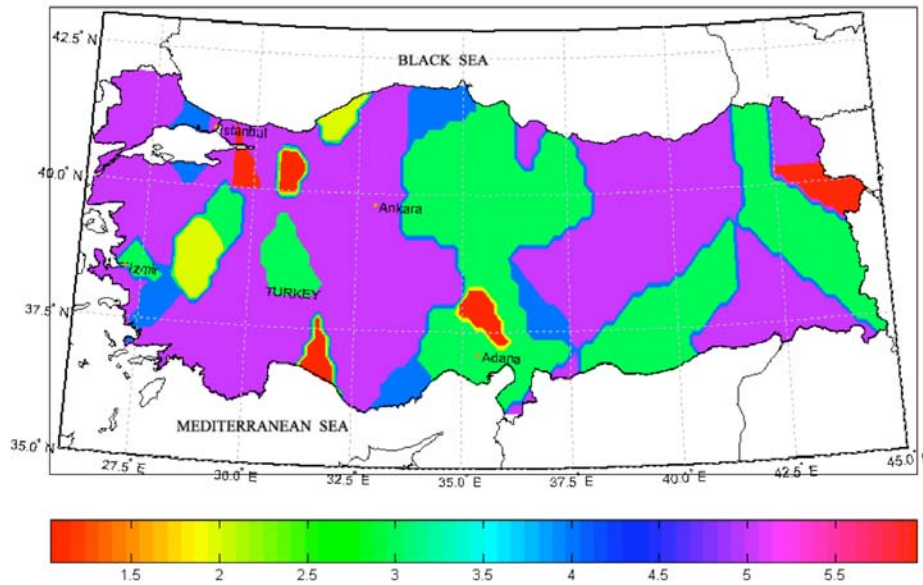 42.5° N
BLACK SEA
Istanbul
40.0° N
Ankara
Izmir
TURKEY
37.5° N
Adana
MEDITERRANEAN SEA
35.0° N
27.5° E
30.0° E
32.5° E
35.0° E
37.5° E
40.0° E
42.5° E
45.0°
1.5 2 2.5 3 3.5 4 4.5 5 5.5